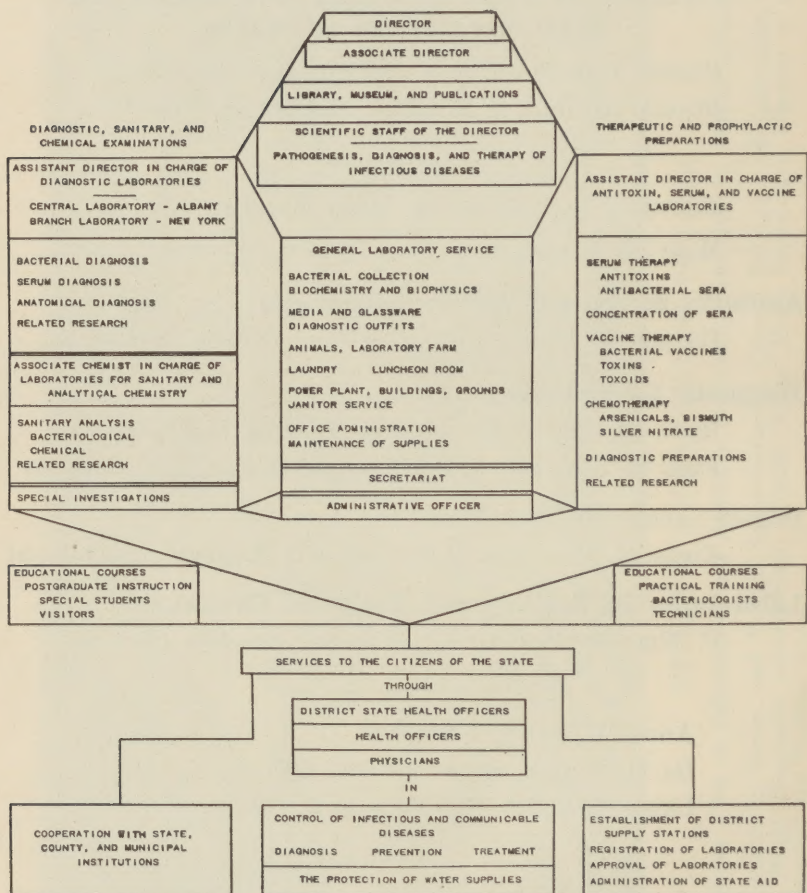 DIRECTOR
ASSOCIATE DIRECTOR
LIBRARY, MUSEUM, AND PUBLICATIONS
SCIENTIFIC STAFF OF THE DIRECTOR
PATHOGENESIS, DIAGNOSIS, AND THERAPY OF
INFECTIOUS DISEASES
DIAGNOSTIC, SANITARY, AND
CHEMICAL EXAMINATIONS
ASSISTANT DIRECTOR IN CHARGE OF
DIAGNOSTIC LABORATORIES
CENTRAL LABORATORY - ALBANY
BRANCH LABORATORY - NEW YORK
BACTERIAL DIAGNOSIS
SERUM DIAGNOSIS
ANATOMICAL DIAGNOSIS
RELATED RESEARCH
ASSOCIATE CHEMIST IN CHARGE OF
LABORATORIES FOR SANITARY AND
ANALYTICAL CHEMISTRY
SANITARY ANALYSIS
BACTERIOLOGICAL
CHEMICAL
RELATED RESEARCH
SPECIAL INVESTIGATIONS
GENERAL LABORATORY SERVICE
BACTERIAL COLLECTION
BIOCHEMISTRY AND BIOPHYSICS
MEDIA AND GLASSWARE
DIAGNOSTIC OUTFITS
ANIMALS, LABORATORY FARM
LAUNDRY LUNCHEON ROOM
POWER PLANT, BUILDINGS, GROUNDS
JANITOR SERVICE
OFFICE ADMINISTRATION
MAINTENANCE OF SUPPLIES
SECRETARIAT
ADMINISTRATIVE OFFICER
THERAPEUTIC AND PROPHYLACTIC
PREPARATIONS
ASSISTANT DIRECTOR IN CHARGE OF
ANTITOXIN, SERUM, AND VACCINE
LABORATORIES
SERUM THERAPY
ANTITOXINS
ANTIBACTERIAL SERA
CONCENTRATION OF SERA
VACCINE THERAPY
BACTERIAL VACCINES
TOXINS
TOXOIDS
CHEMOTHERAPY
ARSENICALS, BISMUTH
SILVER NITRATE
DIAGNOSTIC PREPARATIONS
RELATED RESEARCH
EDUCATIONAL COURSES
POSTGRADUATE INSTRUCTION
SPECIAL STUDENTS
VISITORS
EDUCATIONAL COURSES
PRACTICAL TRAINING
BACTERIOLOGISTS
TECHNICIANS
SERVICES TO THE CITIZENS OF THE STATE
THROUGH
DISTRICT STATE HEALTH OFFICERS
HEALTH OFFICERS
PHYSICIANS
IN
COOPERATION WITH STATE,
COUNTY, AND MUNICIPAL
INSTITUTIONS
CONTROL OF INFECTIOUS AND COMMUNICABLE
DISEASES
DIAGNOSIS PREVENTION TREATMENT
THE PROTECTION OF WATER SUPPLIES
ESTABLISHMENT OF DISTRICT
SUPPLY STATIONS
REGISTRATION OF LABORATORIES
APPROVAL OF LABORATORIES
ADMINISTRATION OF STATE AID